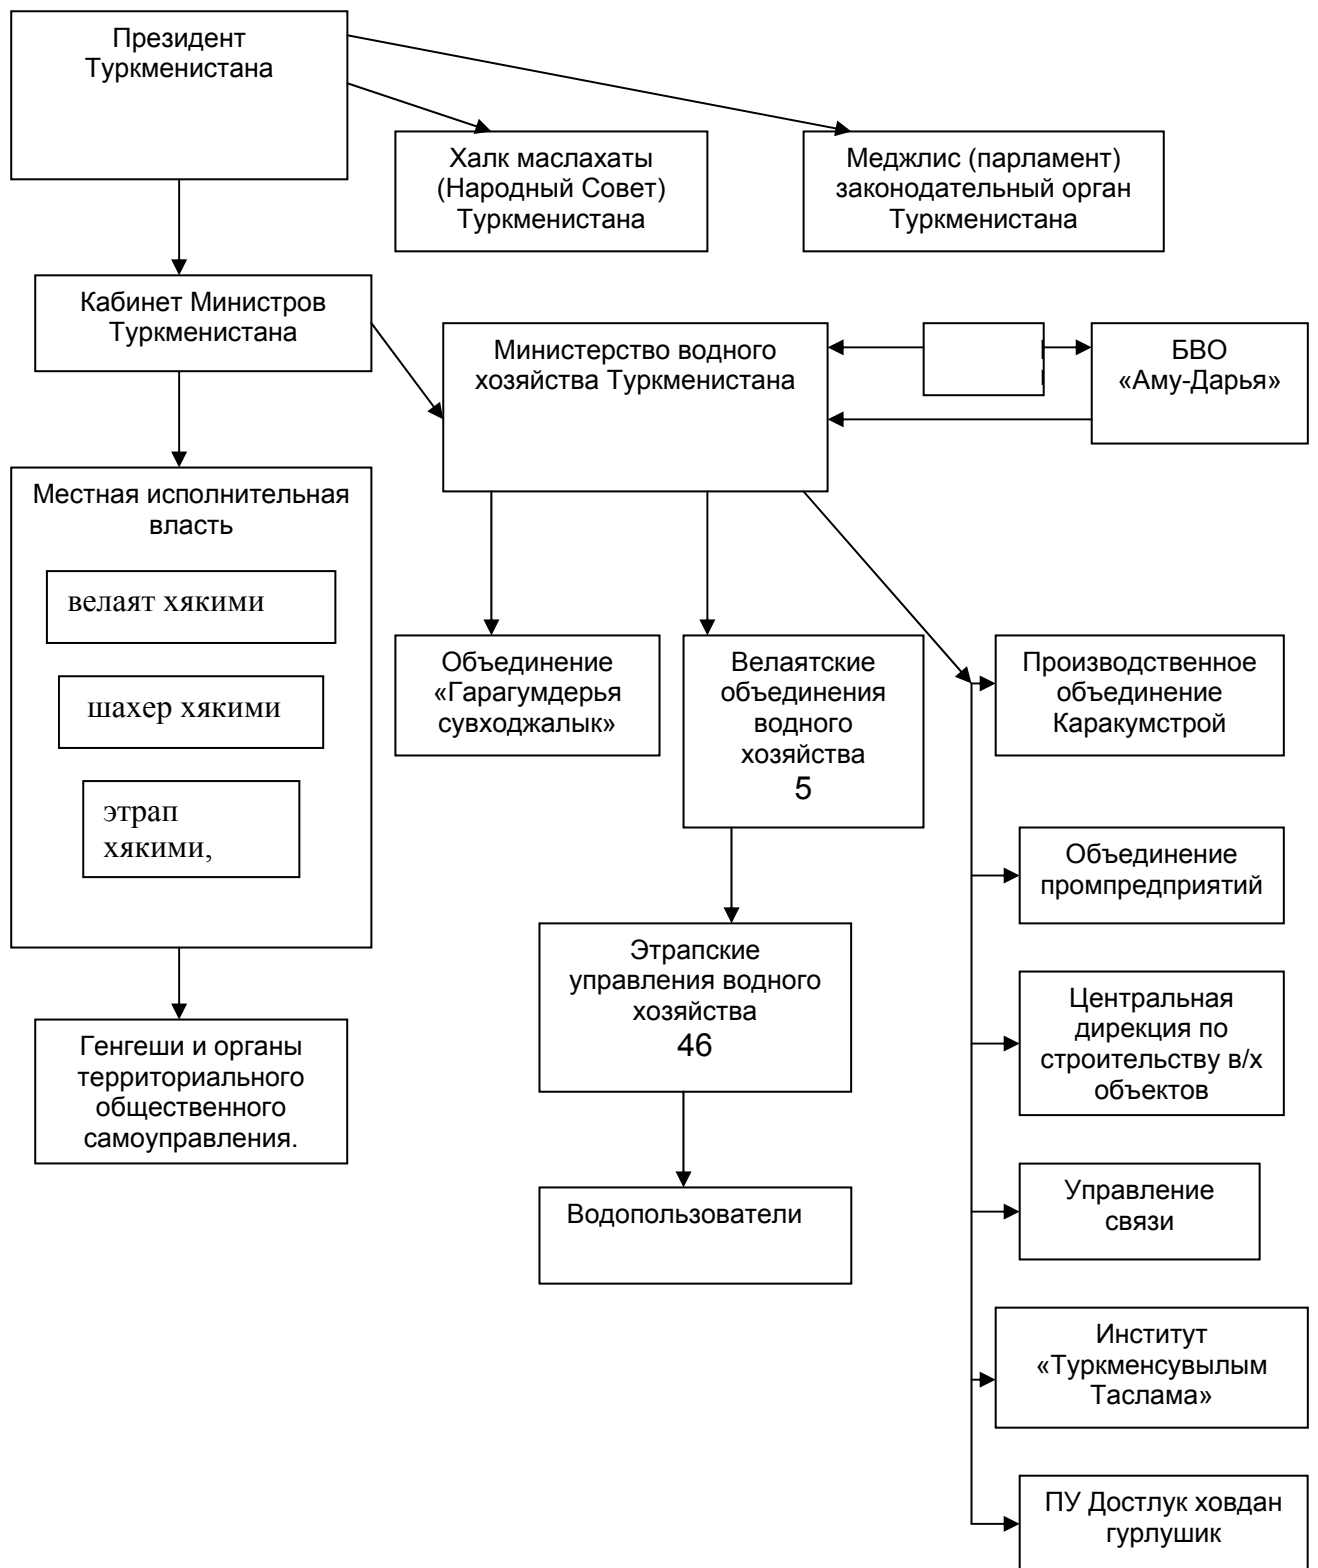 Президент
Туркменистана
Халк маслахаты
(Народный Совет)
Туркменистана
Меджлис (парламент)
законодательный орган
Туркменистана
Кабинет Министров
Туркменистана
Министерство водного
хозяйства Туркменистана
БВО
«Аму-Дарья»
Местная исполнительная
власть
велаят хякими
шахер хякими
этрап
хякими,
Объединение
«Гарагумдерья
сувходжалык»
Велаятские
объединения
водного
хозяйства
5
Производственное
объединение
Каракумстрой
Объединение
промпредприятий
Этрапские
управления водного
хозяйства
46
Центральная
дирекция по
строительству в/х
объектов
Генгеши и органы
территориального
общественного
самоуправления.
Водопользователи
Управление
связи
Институт
«Туркменсувылым
Таслама»
ПУ Достлук ховдан
гурлушик